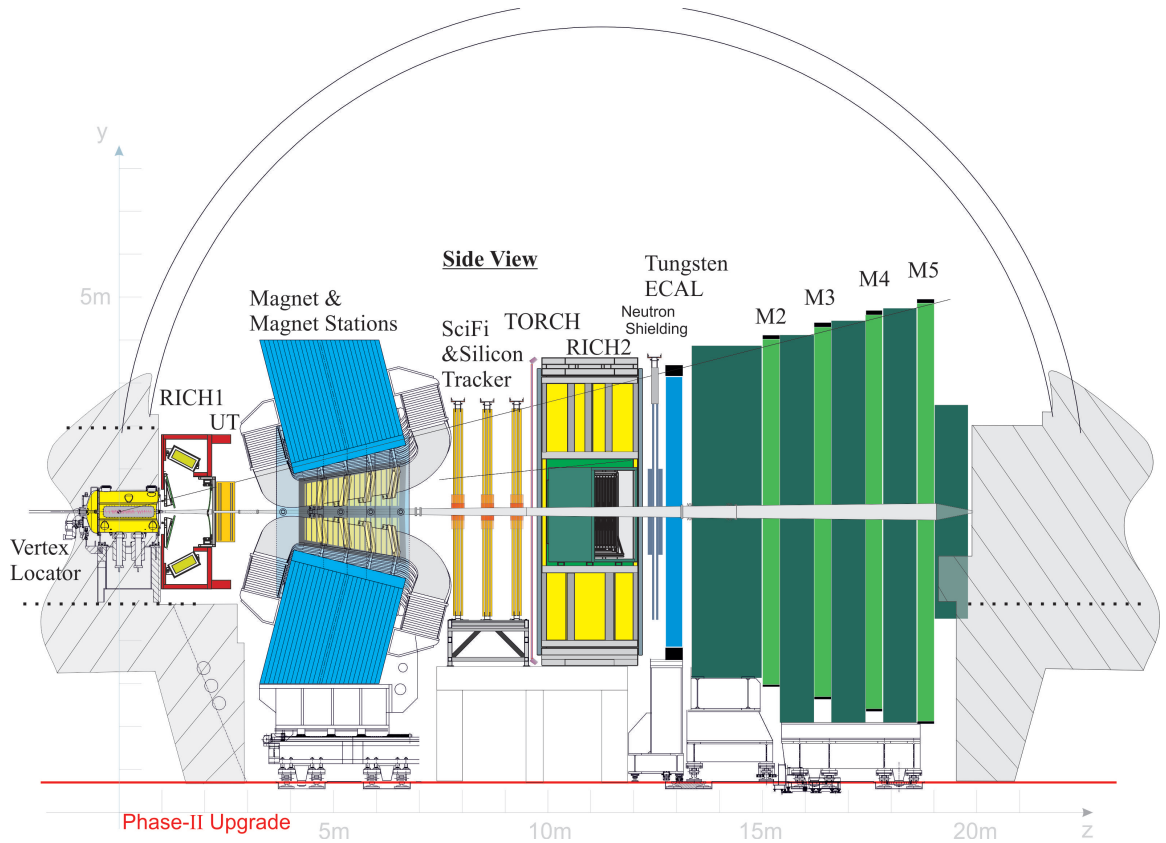 y
Side View
Tungsten
ECAL
M5
M4
M3
M2
5m
Magnet &
Magnet Stations
SciFi
&Silicon
Tracker
TORCH
Neutron
Shielding
RICH2
RICH1
UT
Vertex
Locator
Phase-II Upgrade
5m
10m
15m
20m
z